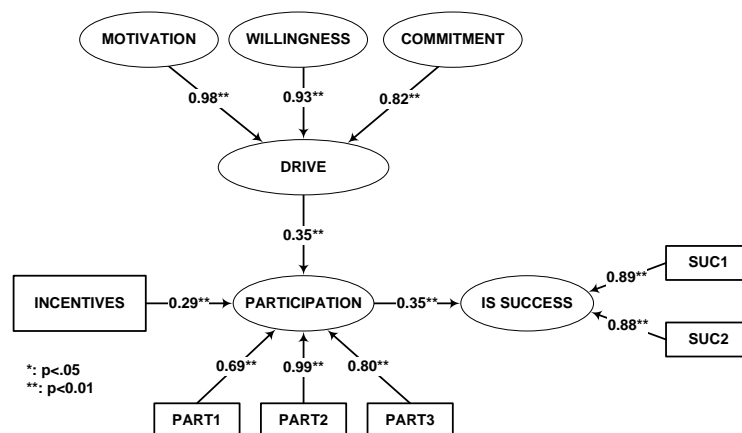 MOTIVATION WILLINGNESS COMMITMENT
0.98** 0.93** 0.82**
DRIVE
0.35**
SUC1
0.89**
INCENTIVES 0.29** PARTICIPATION 0.35** IS SUCCESS
0.88** SUC2
*: p<.05
**: p<0.01
0.69** 0.99** 0.80**
PART1 PART2 PART3